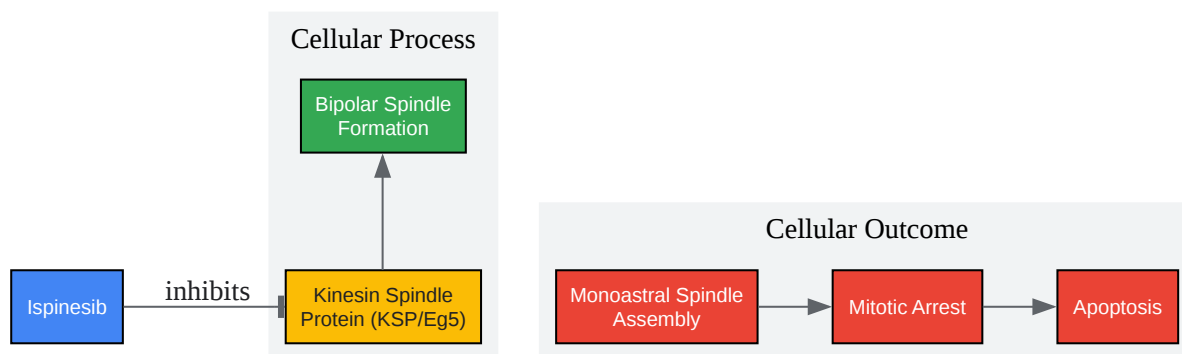 Cellular Process
Bipolar Spindle
Formation
Cellular Outcome
Ispinesib
inhibits
Kinesin Spindle
Protein (KSP/Eg5)
Monoastral Spindle
Assembly
Mitotic Arrest
Apoptosis